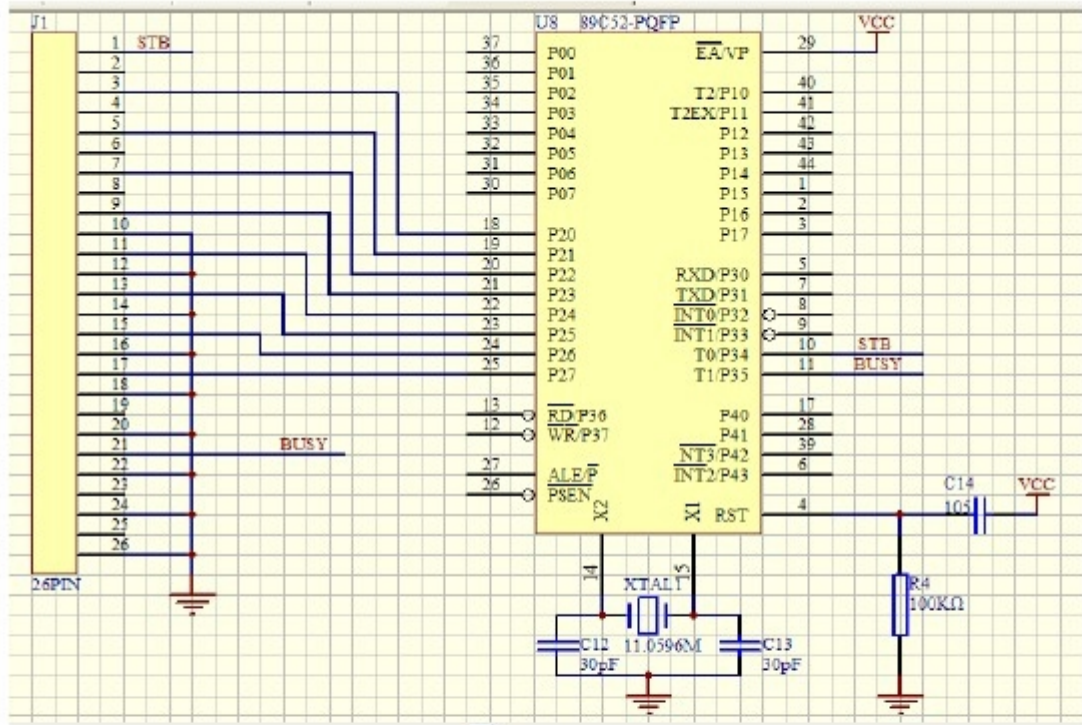 J1
1 STB
2
3
4
5
6
7
8
9
10
11
12
13
14
15
16
17
18
19
20
21 BUSY
22
23
24
25
26
26PIN
U8 89C52-PQFP
37 P00
36 P01
35 P02
34 P03
33 P04
32 P05
31 P06
30 P07
18 P20
19 P21
20 P22
21 P23
22 P24
23 P25
24 P26
25 P27
13 RD/P36
12 WR/P37
27 ALE/P
26 PSEN
EA/VP 29 VCC
T2/P10 40
T2EX/P11 41
P12 42
P13 43
P14 44
P15 1
P16 2
P17 3
RXD/P30 5
TXD/P31 7
INT0/P32 8
INT1/P33 9
T0/P34 10 STB
T1/P35 11 BUSY
P40 17
P41 28
NT3/P42 39
INT2/P43 6
RST 4
X2 X1
14 15
XTAL1
11.0596M
C12
30pF
C13
30pF
C14
105
VCC
R4
100KΩ